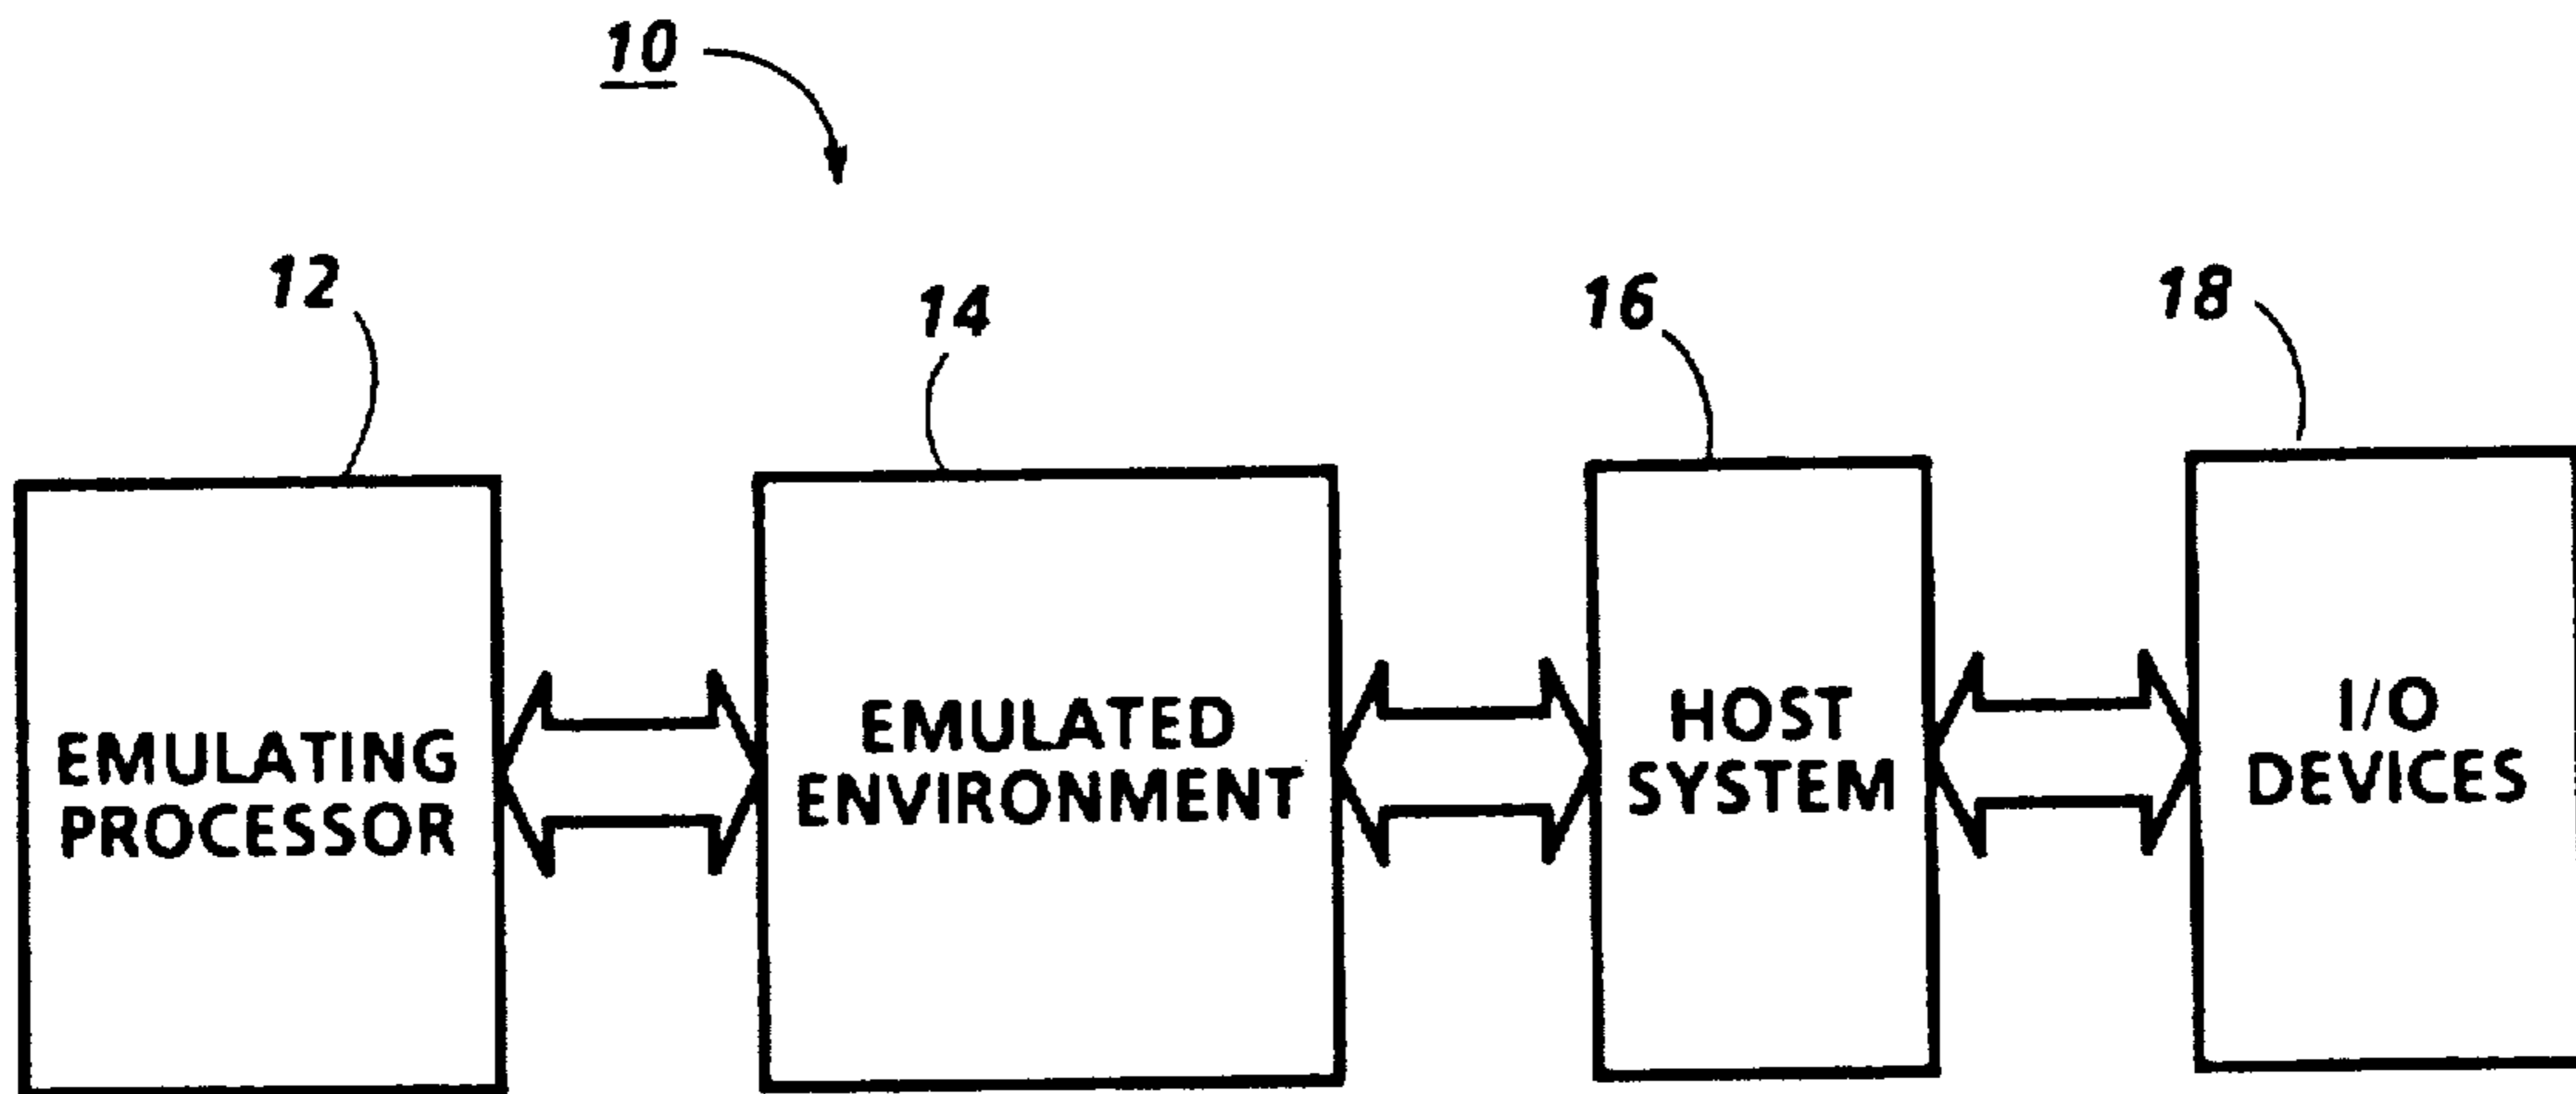 10
12
14
16
18
EMULATING
PROCESSOR
EMULATED
ENVIRONMENT
HOST
SYSTEM
I/O
DEVICES